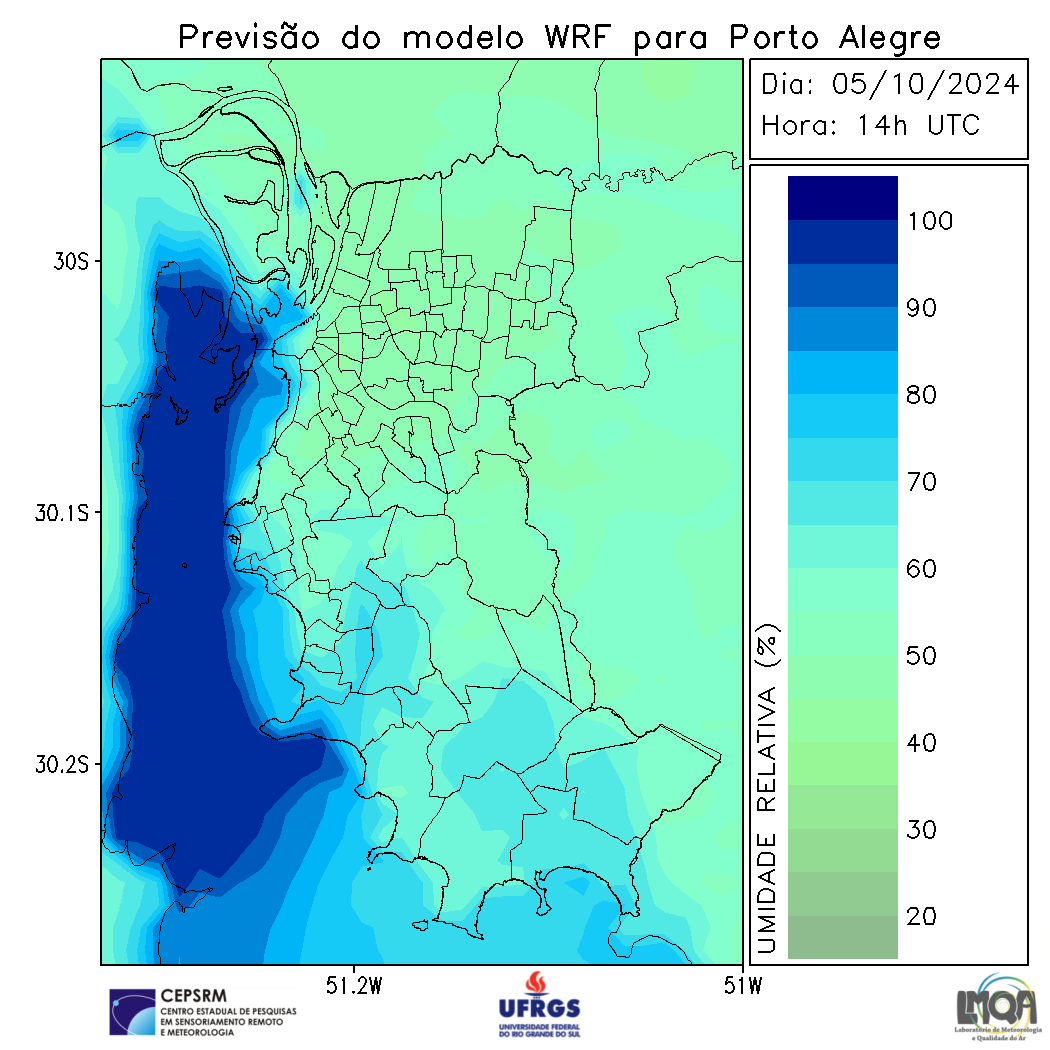 Previsão do modelo WRF para Porto Alegre
Dia: 05/10/2024
Hora: 14h UTC
30S
30.1S
30.2S
51.2W
51W
100
90
80
70
60
50
40
30
20
UMIDADE RELATIVA (%)
CEPSRM
CENTRO ESTADUAL DE PESQUISAS
EM SENSORIAMENTO REMOTO
E METEOROLOGIA
UFRGS
UNIVERSIDADE FEDERAL
DO RIO GRANDE DO SUL
LMQA
Laboratório de Meteorologia
e Qualidade do Ar